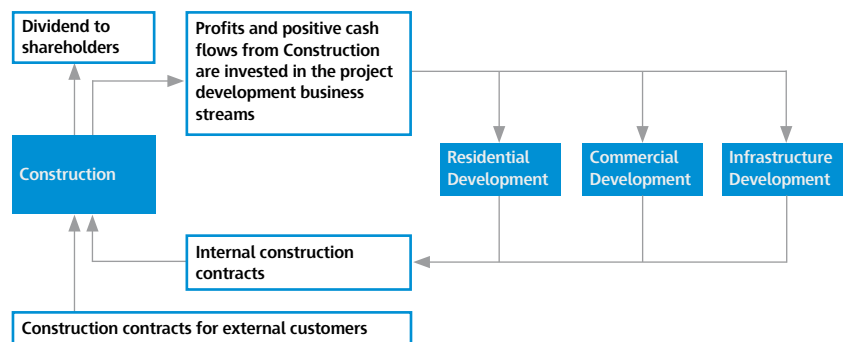 Dividend to
shareholders
Profits and positive cash
flows from Construction
are invested in the project
development business
streams
Construction
Residential
Development
Commercial
Development
Infrastructure
Development
Internal construction
contracts
Construction contracts for external customers